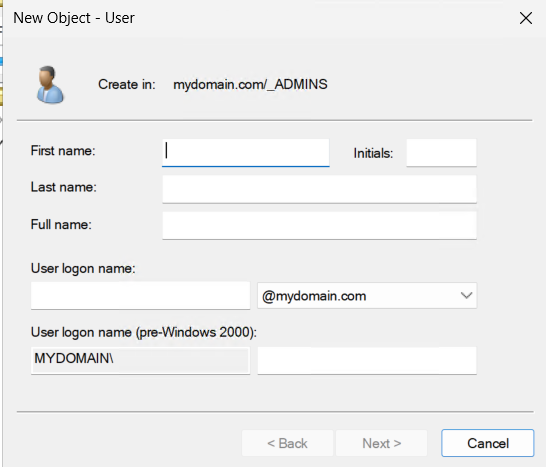 New Object - User
Create in: mydomain.com/_ADMINS
First name: Initials:
Last name:
Full name:
User logon name:
@mydomain.com
User logon name (pre-Windows 2000):
MYDOMAIN\
< Back Next > Cancel